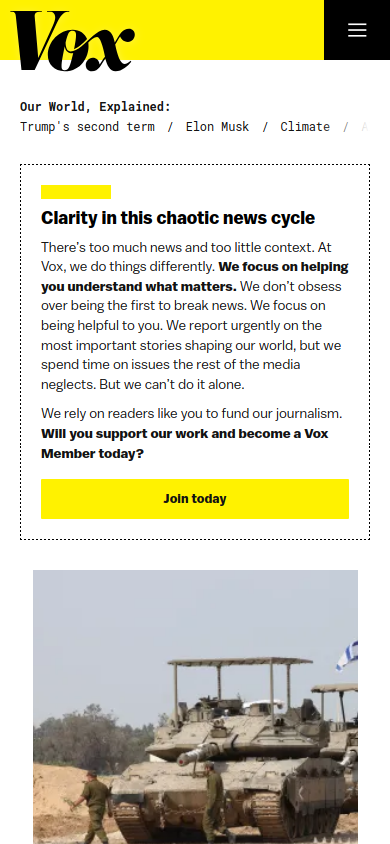 Vox
Our World, Explained:
Trump's second term / Elon Musk / Climate / A
Clarity in this chaotic news cycle
There's too much news and too little context. At
Vox, we do things differently. We focus on helping
you understand what matters. We don't obsess
over being the first to break news. We focus on
being helpful to you. We report urgently on the
most important stories shaping our world, but we
spend time on issues the rest of the media
neglects. But we can't do it alone.
We rely on readers like you to fund our journalism.
Will you support our work and become a Vox
Member today?
Join today